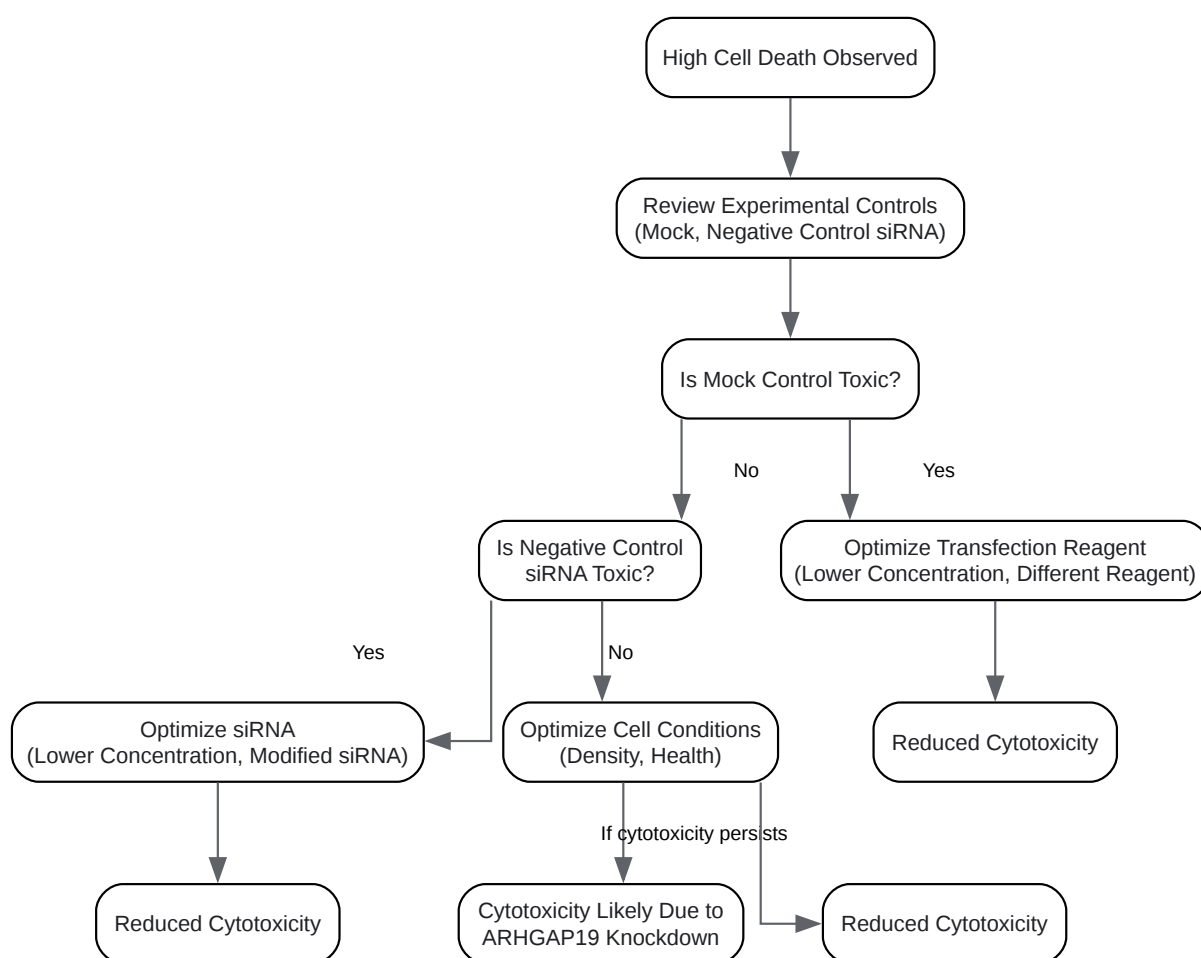 High Cell Death Observed
Review Experimental Controls
(Mock, Negative Control siRNA)
Is Mock Control Toxic?
No
Yes
Is Negative Control
siRNA Toxic?
Optimize Transfection Reagent
(Lower Concentration, Different Reagent)
Yes
No
Optimize siRNA
(Lower Concentration, Modified siRNA)
Optimize Cell Conditions
(Density, Health)
Reduced Cytotoxicity
If cytotoxicity persists
Reduced Cytotoxicity
Cytotoxicity Likely Due to
ARHGAP19 Knockdown
Reduced Cytotoxicity